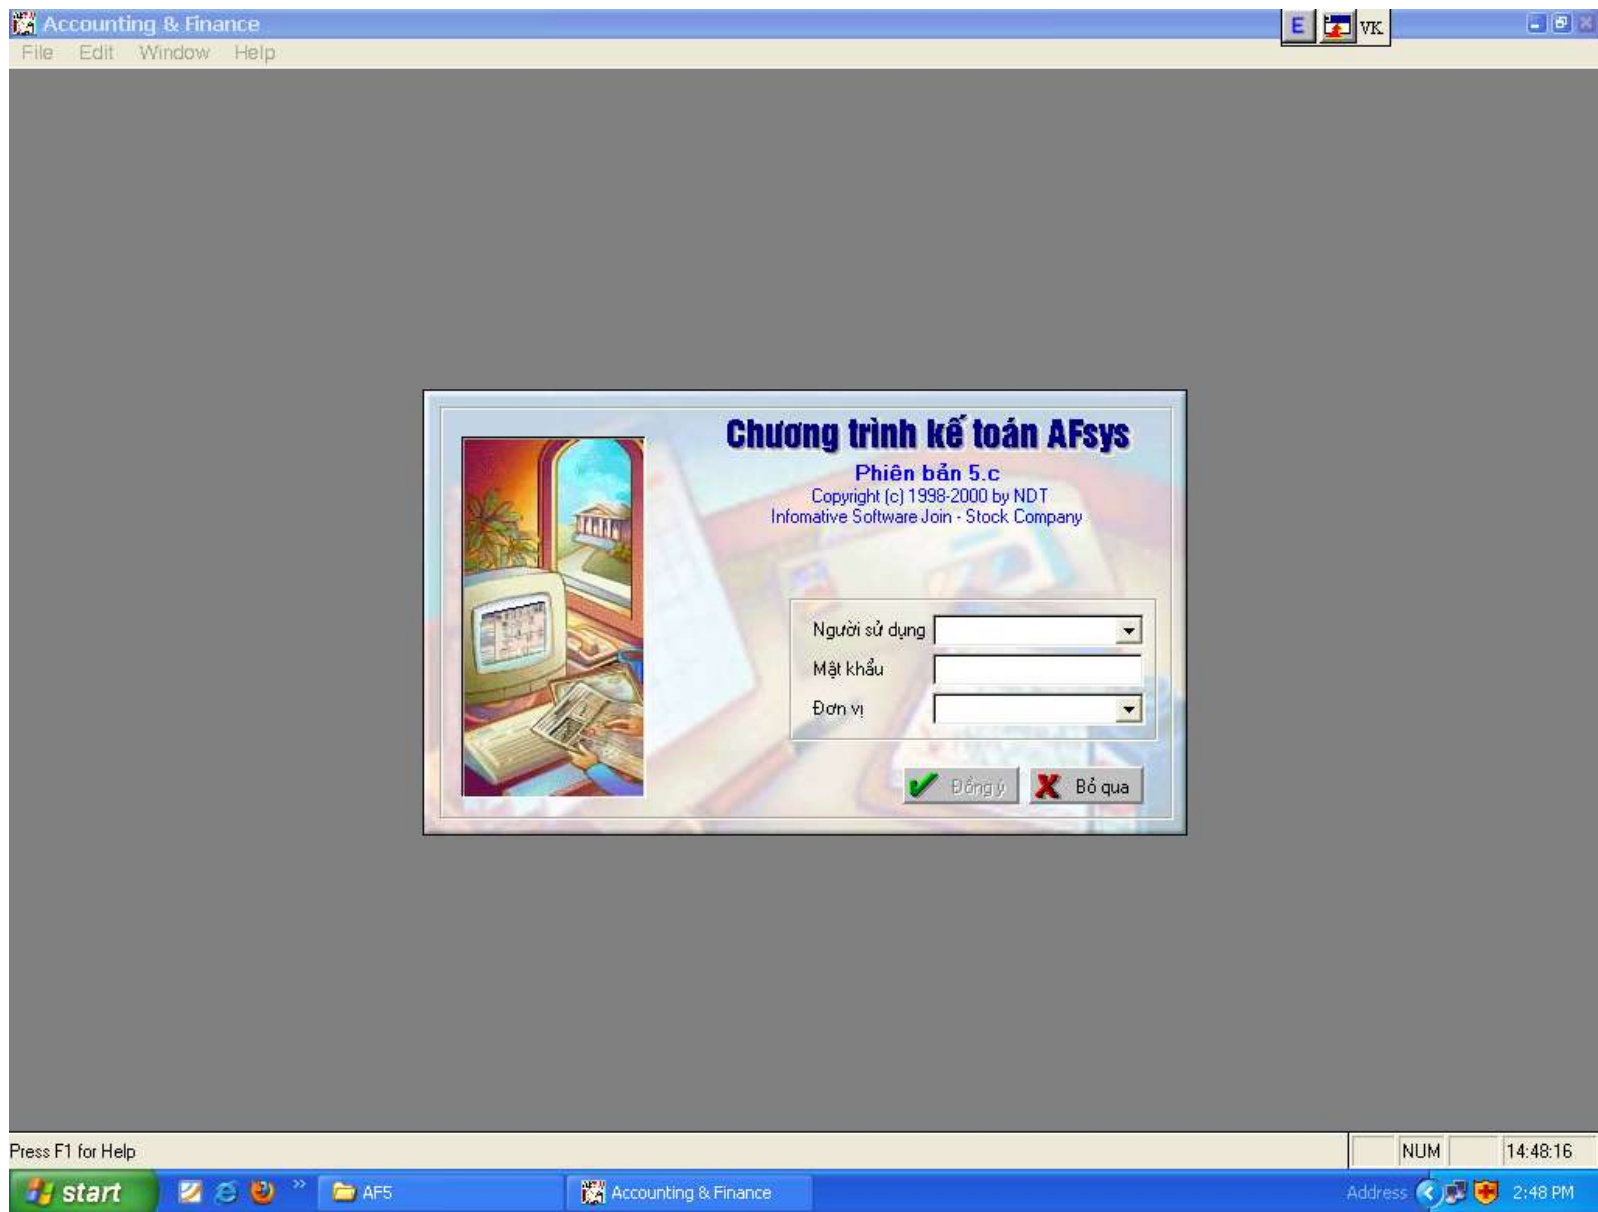 Accounting & Finance
E VK
File Edit Window Help
Chương trình kế toán AFsys
Phiên bản 5.c
Copyright (c) 1998-2000 by NDT
Infomative Software Join - Stock Company
Người sử dụng
Mật khẩu
Đơn vị
Đồng ý Bỏ qua
Press F1 for Help NUM 14:48:16
start » AF5 Accounting & Finance Address 2:48 PM